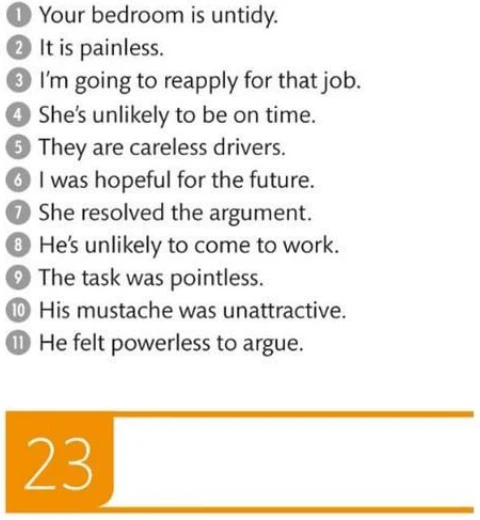 1 Your bedroom is untidy.
2 It is painless.
3 I'm going to reapply for that job.
4 She's unlikely to be on time.
5 They are careless drivers.
6 I was hopeful for the future.
7 She resolved the argument.
8 He's unlikely to come to work.
9 The task was pointless.
10 His mustache was unattractive.
11 He felt powerless to argue.
23